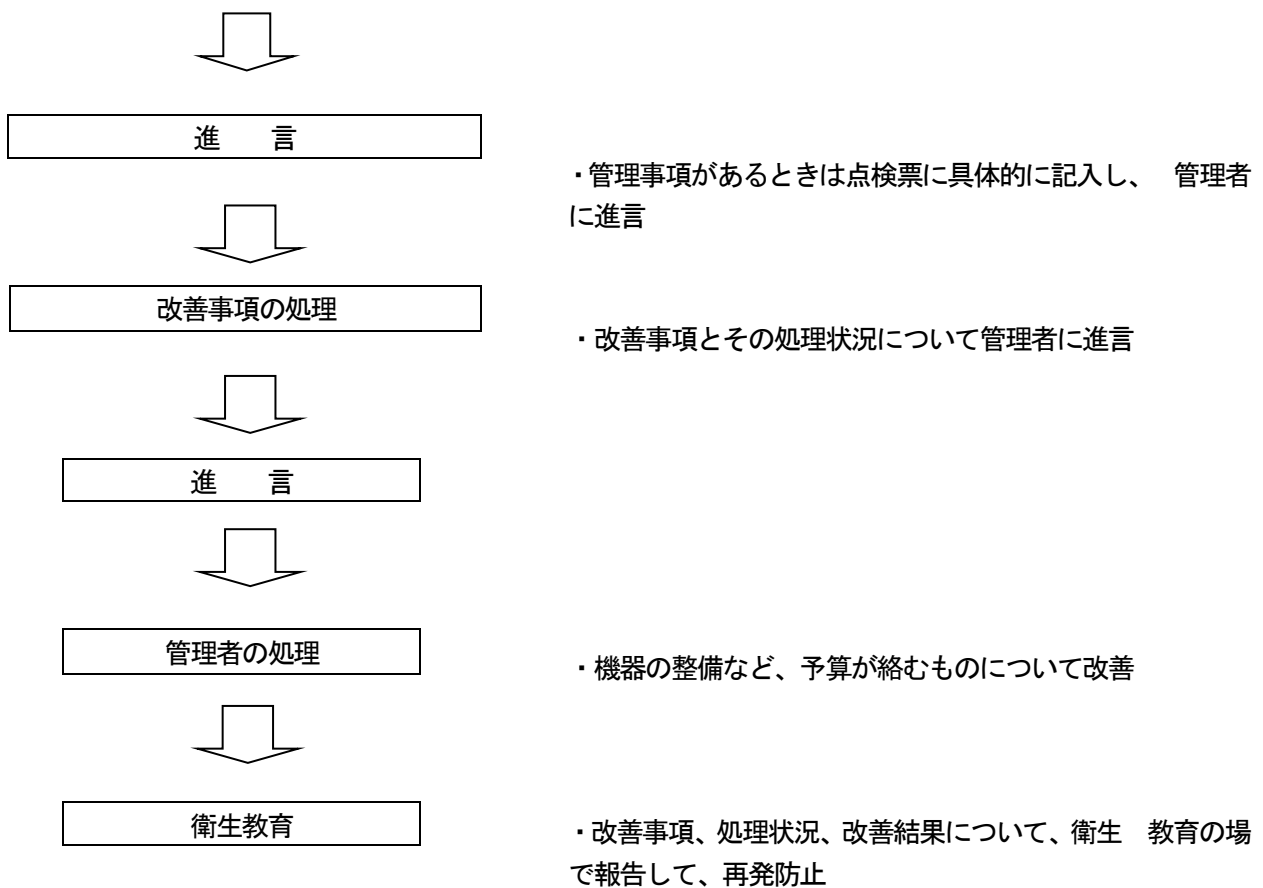 進　　言
・管理事項があるときは点検票に具体的に記入し、　管理者
に進言
改善事項の処理
・改善事項とその処理状況について管理者に進言
進　　言
管理者の処理
・機器の整備など、予算が絡むものについて改善
衛生教育
・改善事項、処理状況、改善結果について、衛生　教育の場
で報告して、再発防止